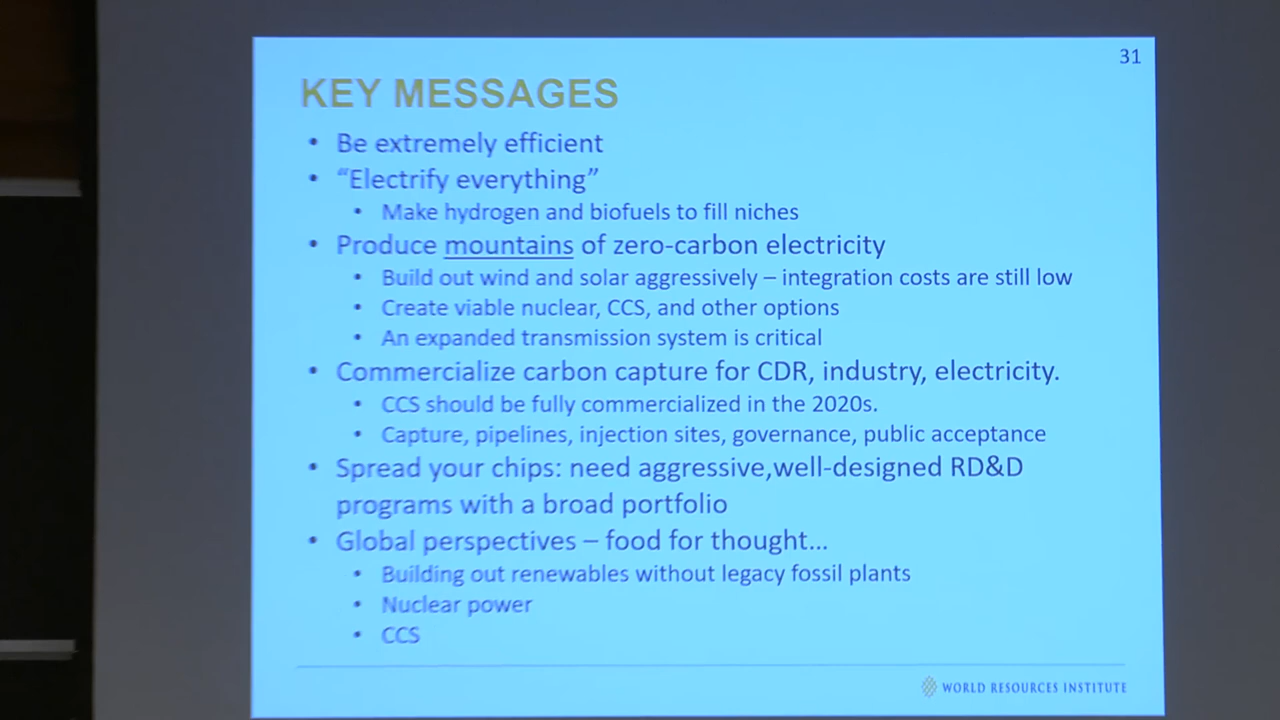 31
KEY MESSAGES
• Be extremely efficient
• “Electrify everything”
• Make hydrogen and biofuels to fill niches
• Produce mountains of zero-carbon electricity
• Build out wind and solar aggressively – integration costs are still low
• Create viable nuclear, CCS, and other options
• An expanded transmission system is critical
• Commercialize carbon capture for CDR, industry, electricity.
• CCS should be fully commercialized in the 2020s.
• Capture, pipelines, injection sites, governance, public acceptance
• Spread your chips: need aggressive,well-designed RD&D
programs with a broad portfolio
• Global perspectives – food for thought...
• Building out renewables without legacy fossil plants
• Nuclear power
• CCS
WORLD RESOURCES INSTITUTE